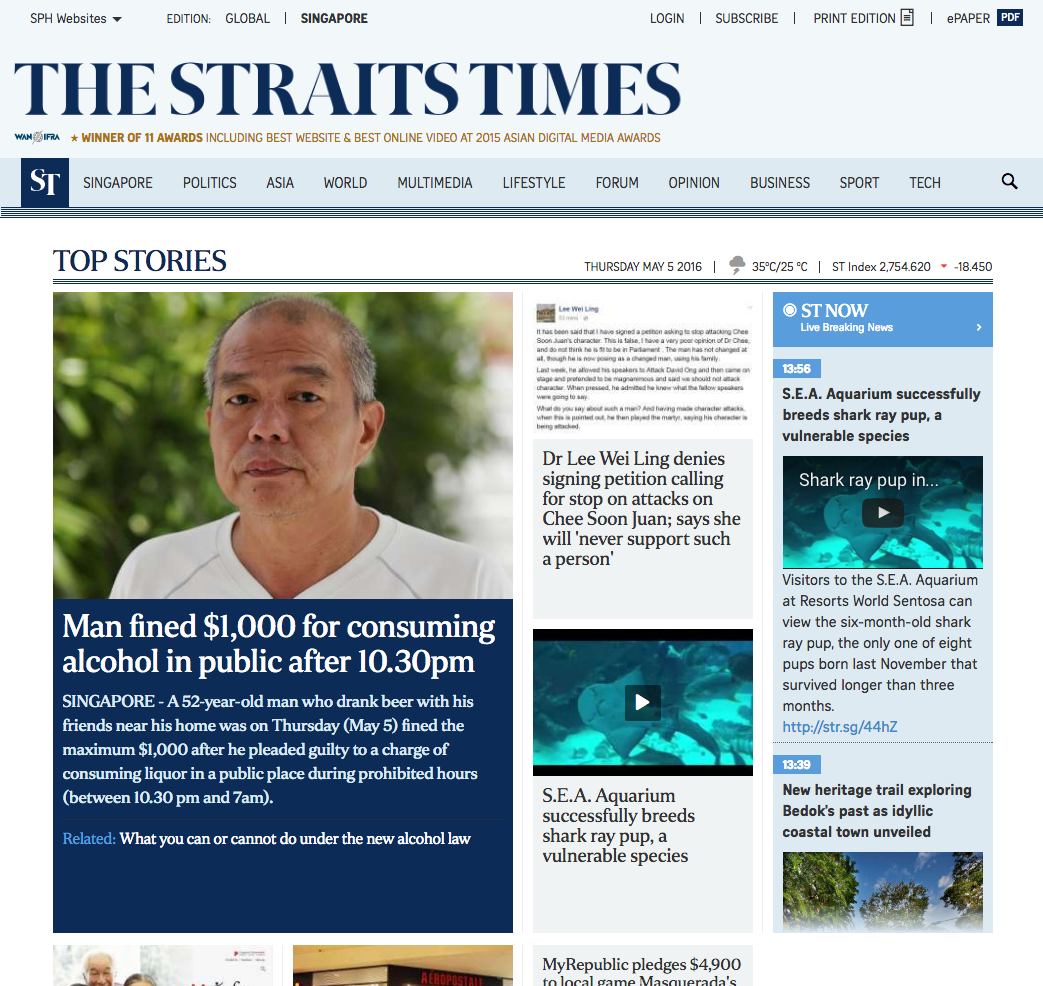 SPH Websites
EDITION: GLOBAL | SINGAPORE
LOGIN | SUBSCRIBE | PRINT EDITION | ePAPER PDF
THE STRAITS TIMES
WAN IFRA
★ WINNER OF 11 AWARDS INCLUDING BEST WEBSITE & BEST ONLINE VIDEO AT 2015 ASIAN DIGITAL MEDIA AWARDS
ST SINGAPORE POLITICS ASIA WORLD MULTIMEDIA LIFESTYLE FORUM OPINION BUSINESS SPORT TECH
TOP STORIES
THURSDAY MAY 5 2016 | 35°C/25 °C | ST Index 2,754.620 -18.450
Man fined $1,000 for consuming
alcohol in public after 10.30pm
SINGAPORE - A 52-year-old man who drank beer with his
friends near his home was on Thursday (May 5) fined the
maximum $1,000 after he pleaded guilty to a charge of
consuming liquor in a public place during prohibited hours
(between 10.30 pm and 7am).
Related: What you can or cannot do under the new alcohol law
Lee Wei Ling
53 mins
It has been said that I have signed a petition asking to stop attacking Chee
Soon Juan's character. This is false, I have a very poor opinion of Dr Chee,
and do not think he is fit to be in Parliament . The man has not changed at
all, though he is now posing as a changed man, using his family.
Last week, he allowed his speakers to Attack David Ong and then came on
stage and pretended to be magnanimous and said we should not attack
character. When pressed, he admitted he knew what the fellow speakers
were going to say.
What do you say about such a man? And having made character attacks,
when this is pointed out, he then played the martyr, saying his character is
being attacked.
Dr Lee Wei Ling denies
signing petition calling
for stop on attacks on
Chee Soon Juan; says she
will 'never support such
a person'
S.E.A. Aquarium
successfully breeds
shark ray pup, a
vulnerable species
ST NOW
Live Breaking News
13:56
S.E.A. Aquarium successfully
breeds shark ray pup, a
vulnerable species
Shark ray pup in...
Visitors to the S.E.A. Aquarium
at Resorts World Sentosa can
view the six-month-old shark
ray pup, the only one of eight
pups born last November that
survived longer than three
months.
http://str.sg/44hZ
13:39
New heritage trail exploring
Bedok's past as idyllic
coastal town unveiled
AEROPOSTALE
MyRepublic pledges $4,900
to local game Masquerada's